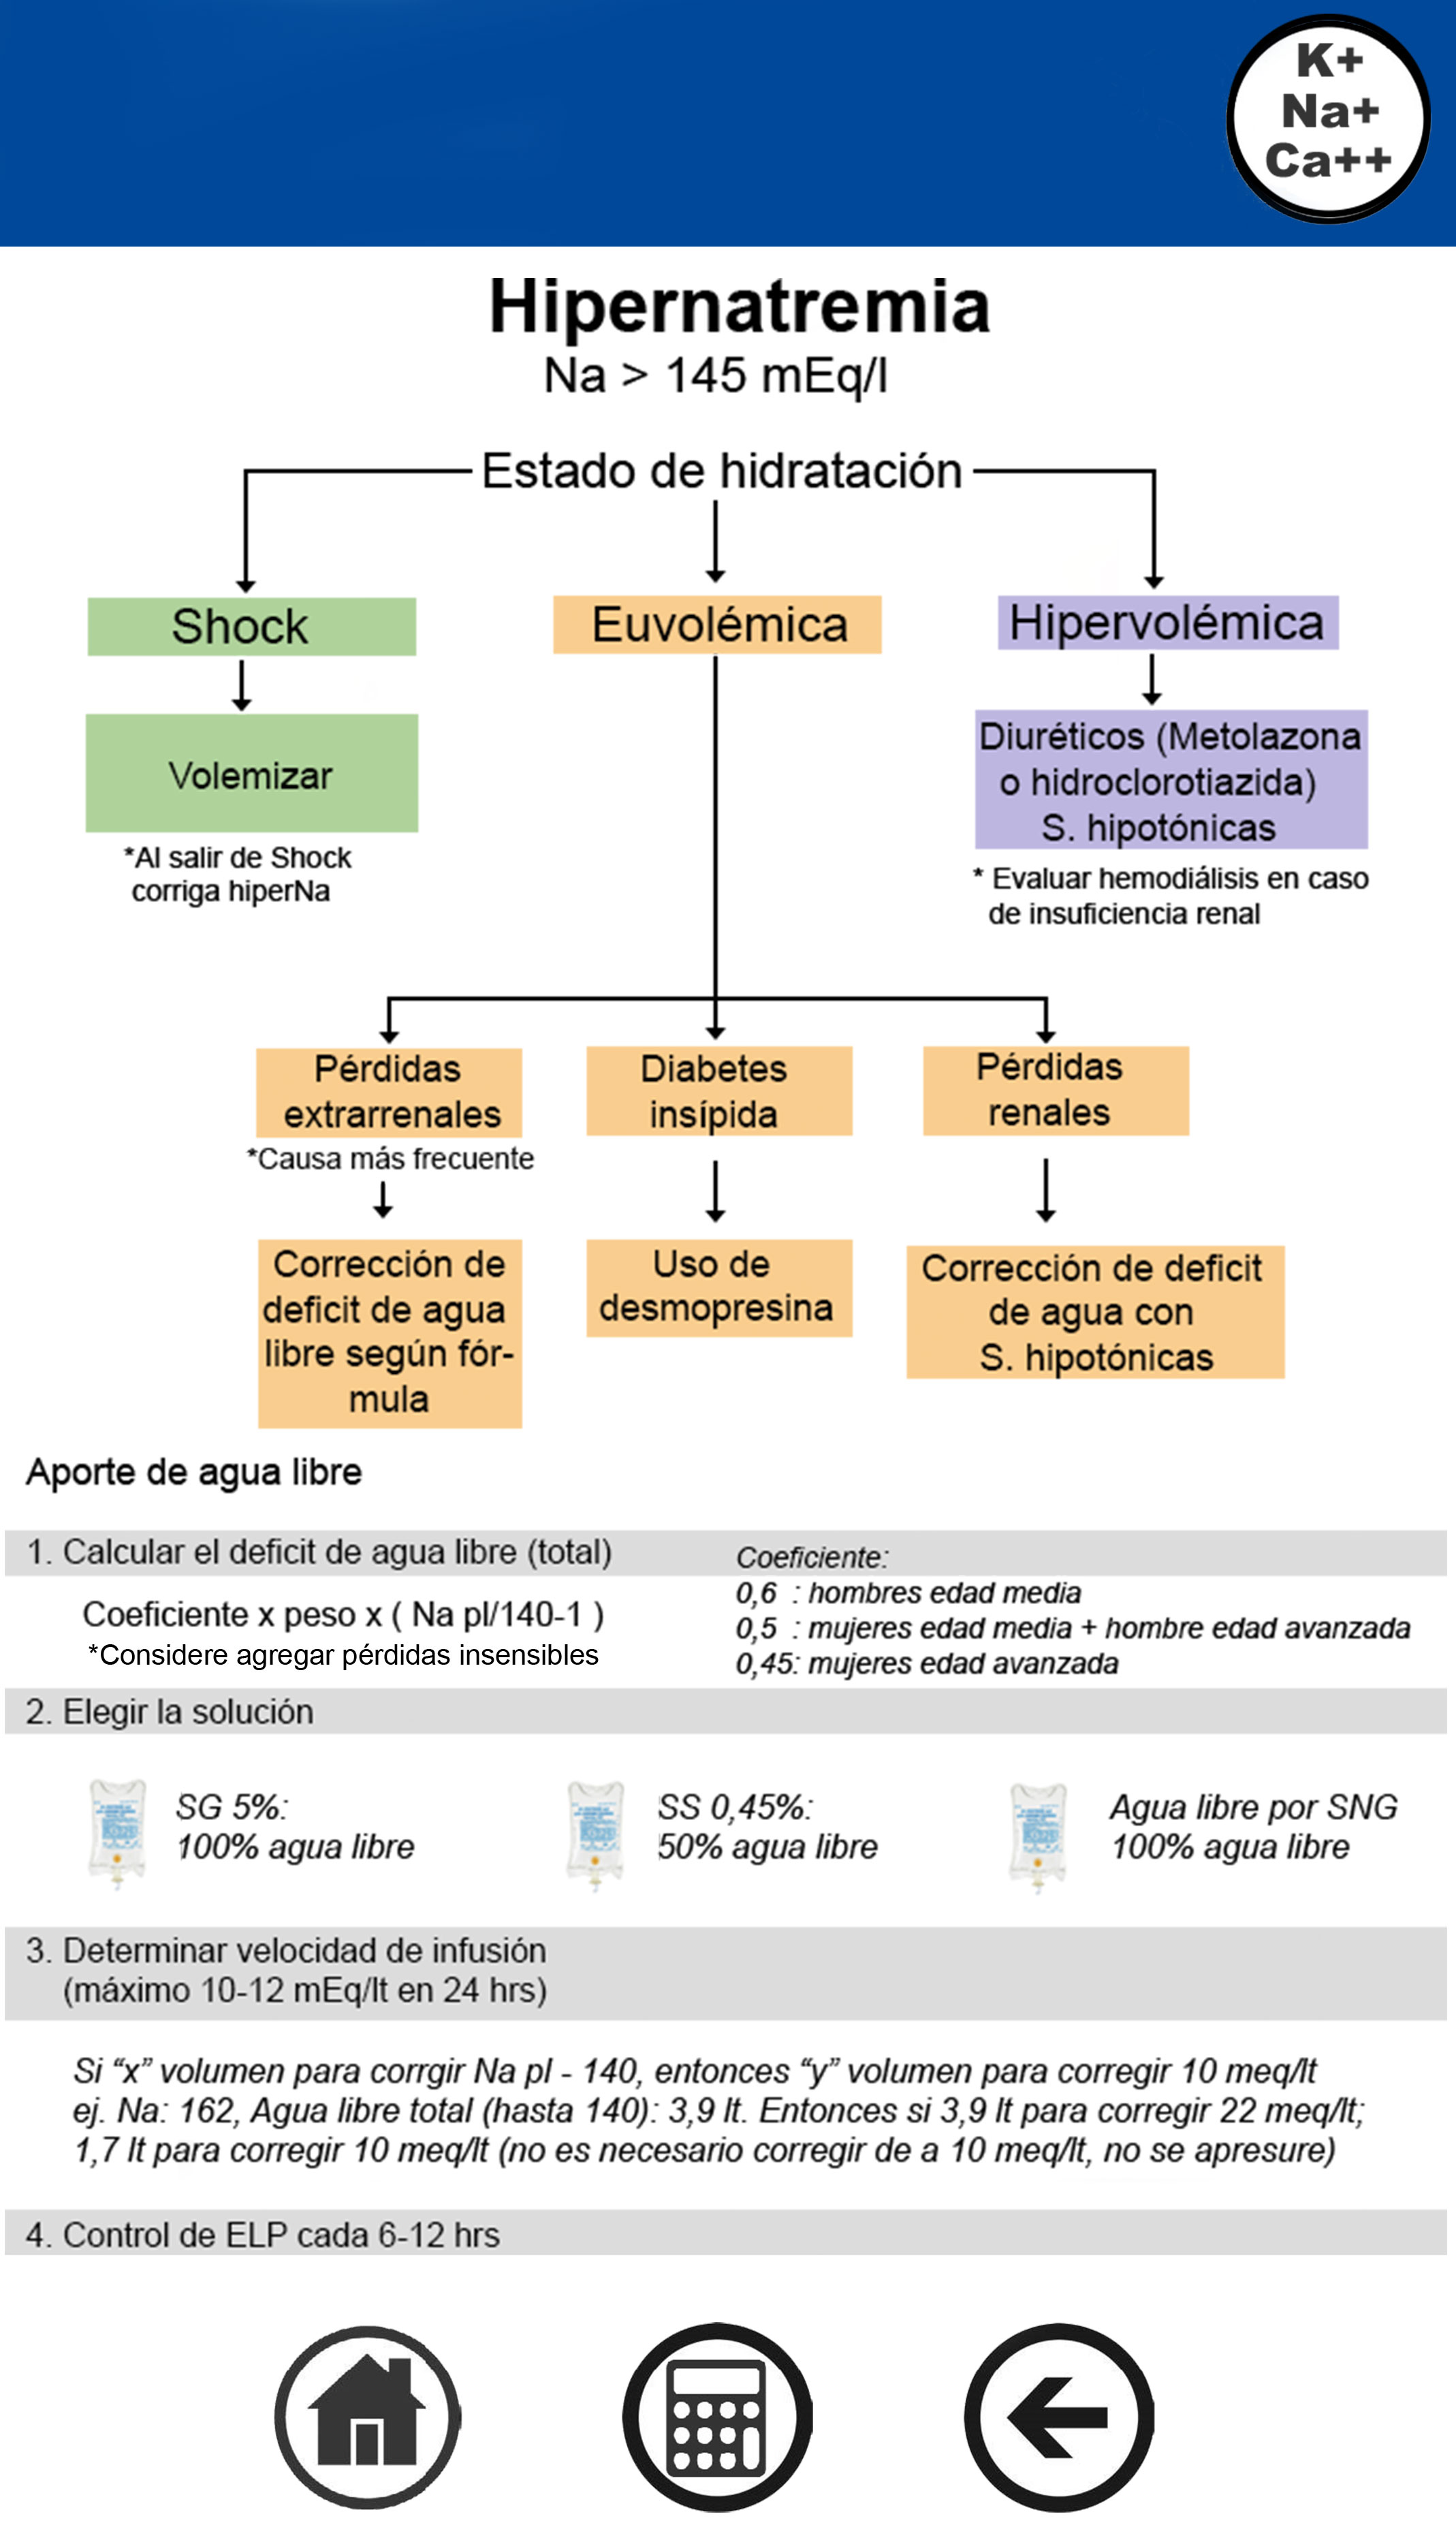 K+
Na+
Ca++
Hipernatremia
Na > 145 mEq/l
Estado de hidratación
Shock
Euvolémica
Hipervolémica
Volemizar
*Al salir de Shock
corriga hiperNa
Diuréticos (Metolazona
o hidroclorotiazida)
S. hipotónicas
* Evaluar hemodiálisis en caso
de insuficiencia renal
Pérdidas
extrarrenales
*Causa más frecuente
Diabetes
insípida
Pérdidas
renales
Corrección de
deficit de agua
libre según fór-
mula
Uso de
desmopresina
Corrección de deficit
de agua con
S. hipotónicas
Aporte de agua libre
1. Calcular el deficit de agua libre (total)
Coeficiente x peso x ( Na pl/140-1 )
*Considere agregar pérdidas insensibles
Coeficiente:
0,6 : hombres edad media
0,5 : mujeres edad media + hombre edad avanzada
0,45: mujeres edad avanzada
2. Elegir la solución
SG 5%:
100% agua libre
SS 0,45%:
50% agua libre
Agua libre por SNG
100% agua libre
3. Determinar velocidad de infusión
(máximo 10-12 mEq/lt en 24 hrs)
Si “x” volumen para corrgir Na pl - 140, entonces “y” volumen para corregir 10 meq/lt
ej. Na: 162, Agua libre total (hasta 140): 3,9 lt. Entonces si 3,9 lt para corregir 22 meq/lt;
1,7 lt para corregir 10 meq/lt (no es necesario corregir de a 10 meq/lt, no se apresure)
4. Control de ELP cada 6-12 hrs